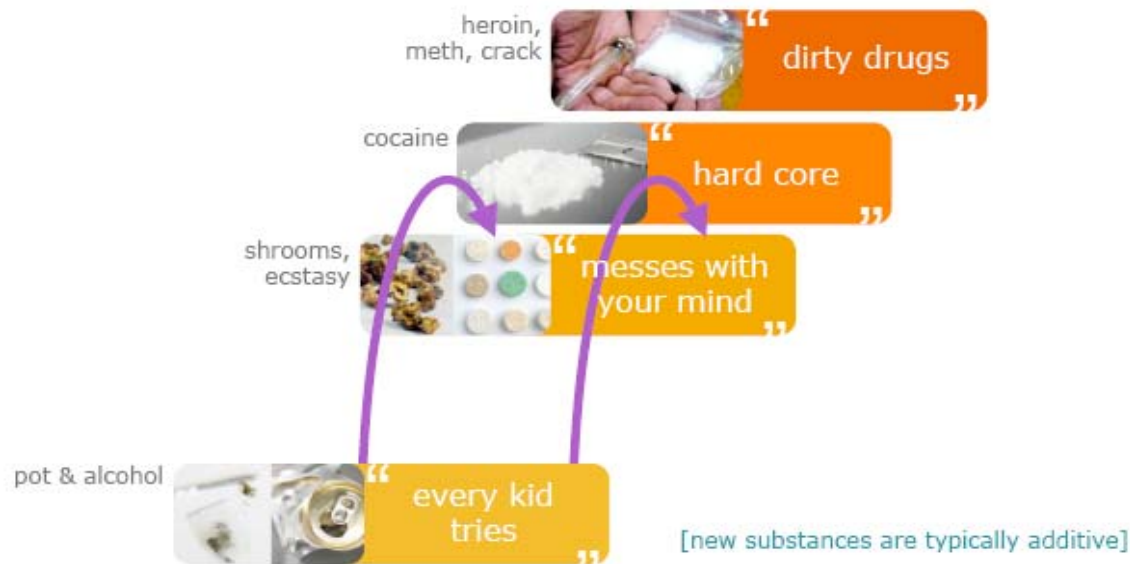 heroin,
meth, crack
“ dirty drugs ”
cocaine
“ hard core ”
shrooms,
ecstasy
“ messes with
your mind ”
pot & alcohol
“ every kid
tries ”
[new substances are typically additive]